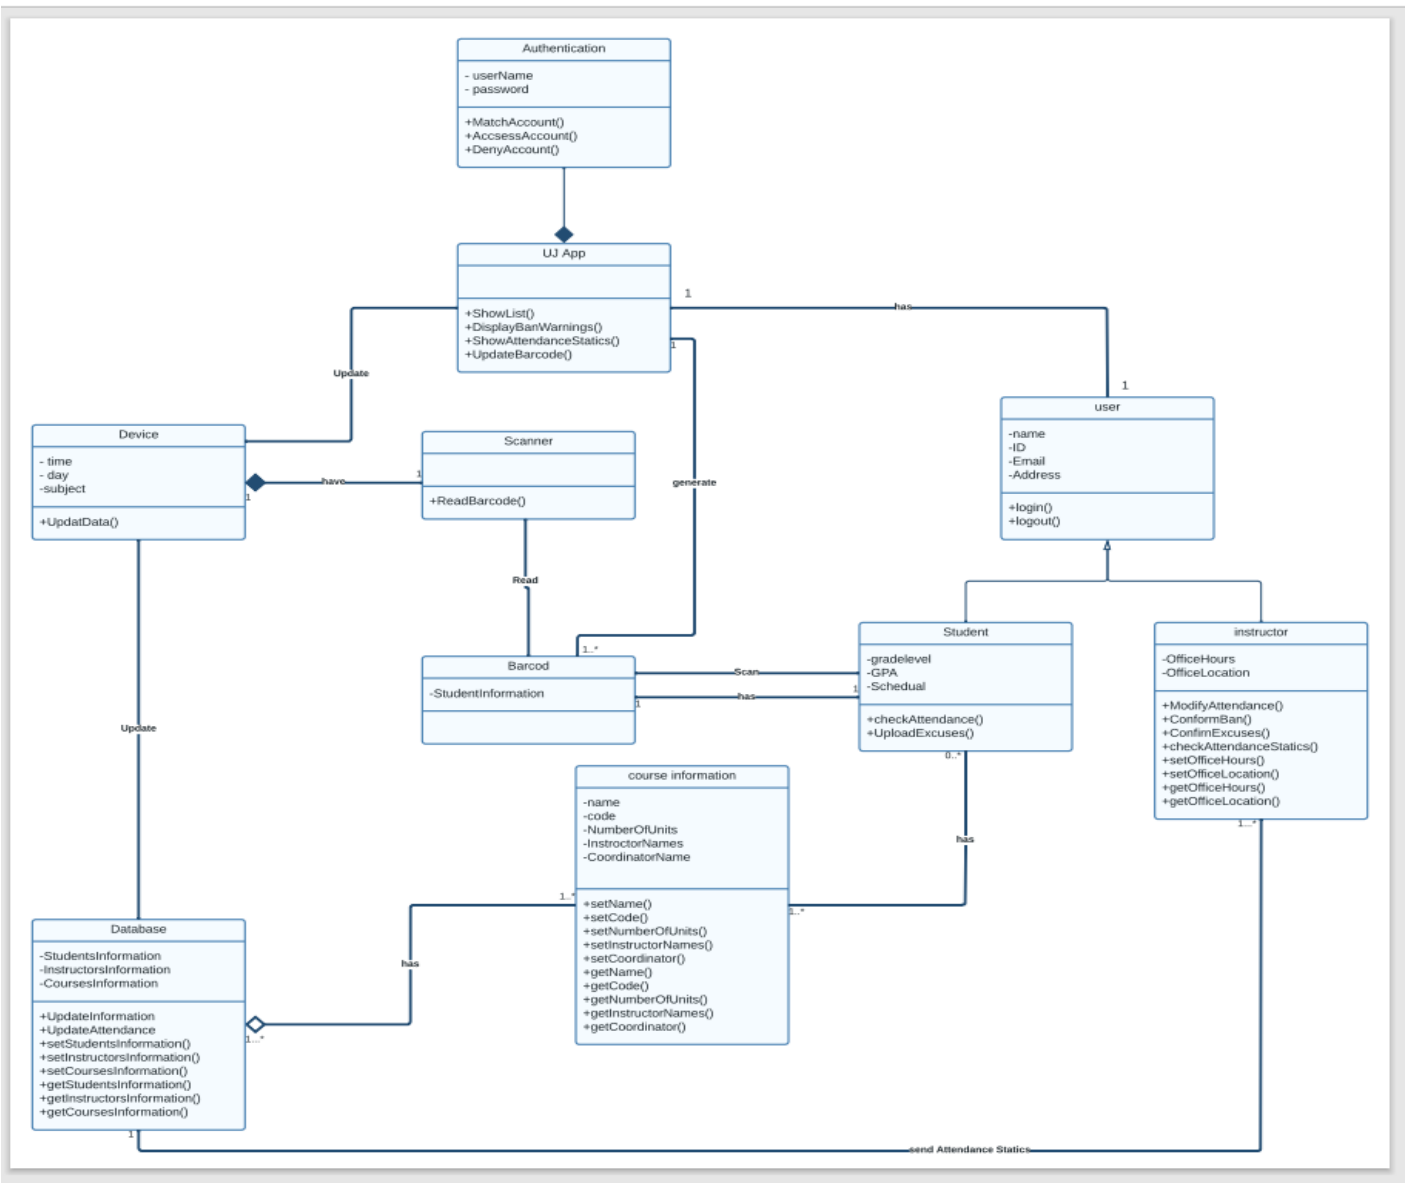 Authentication
- userName
- password
+MatchAccount()
+AccsessAccount()
+DenyAccount()
UJ App
+ShowList()
+DisplayBanWarnings()
+ShowAttendanceStatics()
+UpdateBarcode()
1
has
1
1
Update
generate
1..*
Device
- time
- day
-subject
+UpdatData()
1
have
1
Scanner
+ReadBarcode()
Read
user
-name
-ID
-Email
-Address
+login()
+logout()
Barcod
-StudentInformation
Scan
has
1
1
Student
-gradelevel
-GPA
-Schedual
+checkAttendance()
+UploadExcuses()
0..*
has
1..*
instructor
-OfficeHours
-OfficeLocation
+ModifyAttendance()
+ConformBan()
+ConfirmExcuses()
+checkAttendanceStatics()
+setOfficeHours()
+setOfficeLocation()
+getOfficeHours()
+getOfficeLocation()
1...*
Update
course information
-name
-code
-NumberOfUnits
-InstroctorNames
-CoordinatorName
+setName()
+setCode()
+setNumberOfUnits()
+setInstructorNames()
+setCoordinator()
+getName()
+getCode()
+getNumberOfUnits()
+getInstructorNames()
+getCoordinator()
1..*
has
1...*
Database
-StudentsInformation
-InstructorsInformation
-CoursesInformation
+UpdateInformation
+UpdateAttendance
+setStudentsInformation()
+setInstructorsInformation()
+setCoursesInformation()
+getStudentsInformation()
+getInstructorsInformation()
+getCoursesInformation()
1
send Attendance Statics